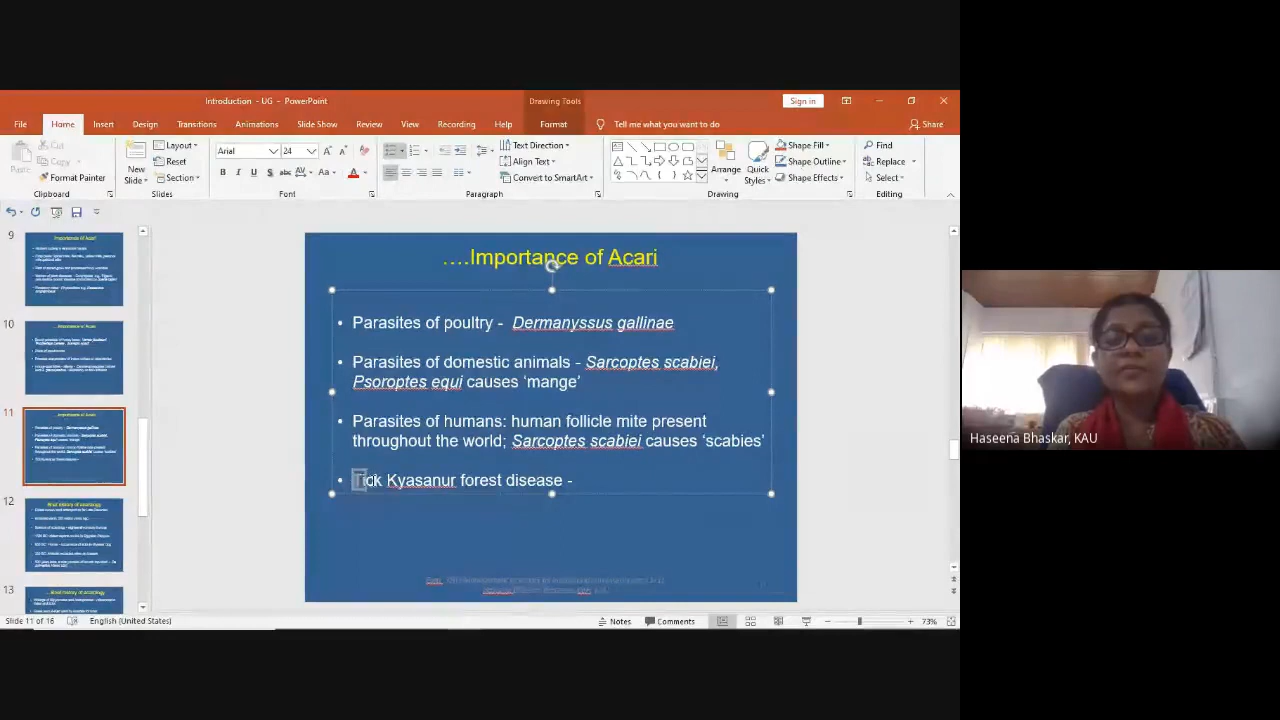 Introduction - UG - PowerPoint
Drawing Tools
Sign in
File
Home
Insert
Design
Transitions
Animations
Slide Show
Review
View
Recording
Help
Format
Tell me what you want to do
Share
Paste
Cut
Copy
Format Painter
Clipboard
New Slide
Layout
Reset
Section
Arial
24
Font
Text Direction
Align Text
Convert to SmartArt
Paragraph
Arrange
Quick Styles
Shape Fill
Shape Outline
Shape Effects
Drawing
Find
Replace
Select
Editing
9
10
11
12
13
….Importance of Acari
• Parasites of poultry - Dermanyssus gallinae
• Parasites of domestic animals - Sarcoptes scabiei,
Psoroptes equi causes ‘mange’
• Parasites of humans- human follicle mite present
throughout the world; Sarcoptes scabiei causes ‘scabies’
• Tick Kyasanur forest disease -
Haseena Bhaskar, KAU
Slide 11 of 16
English (United States)
Notes
Comments
73%